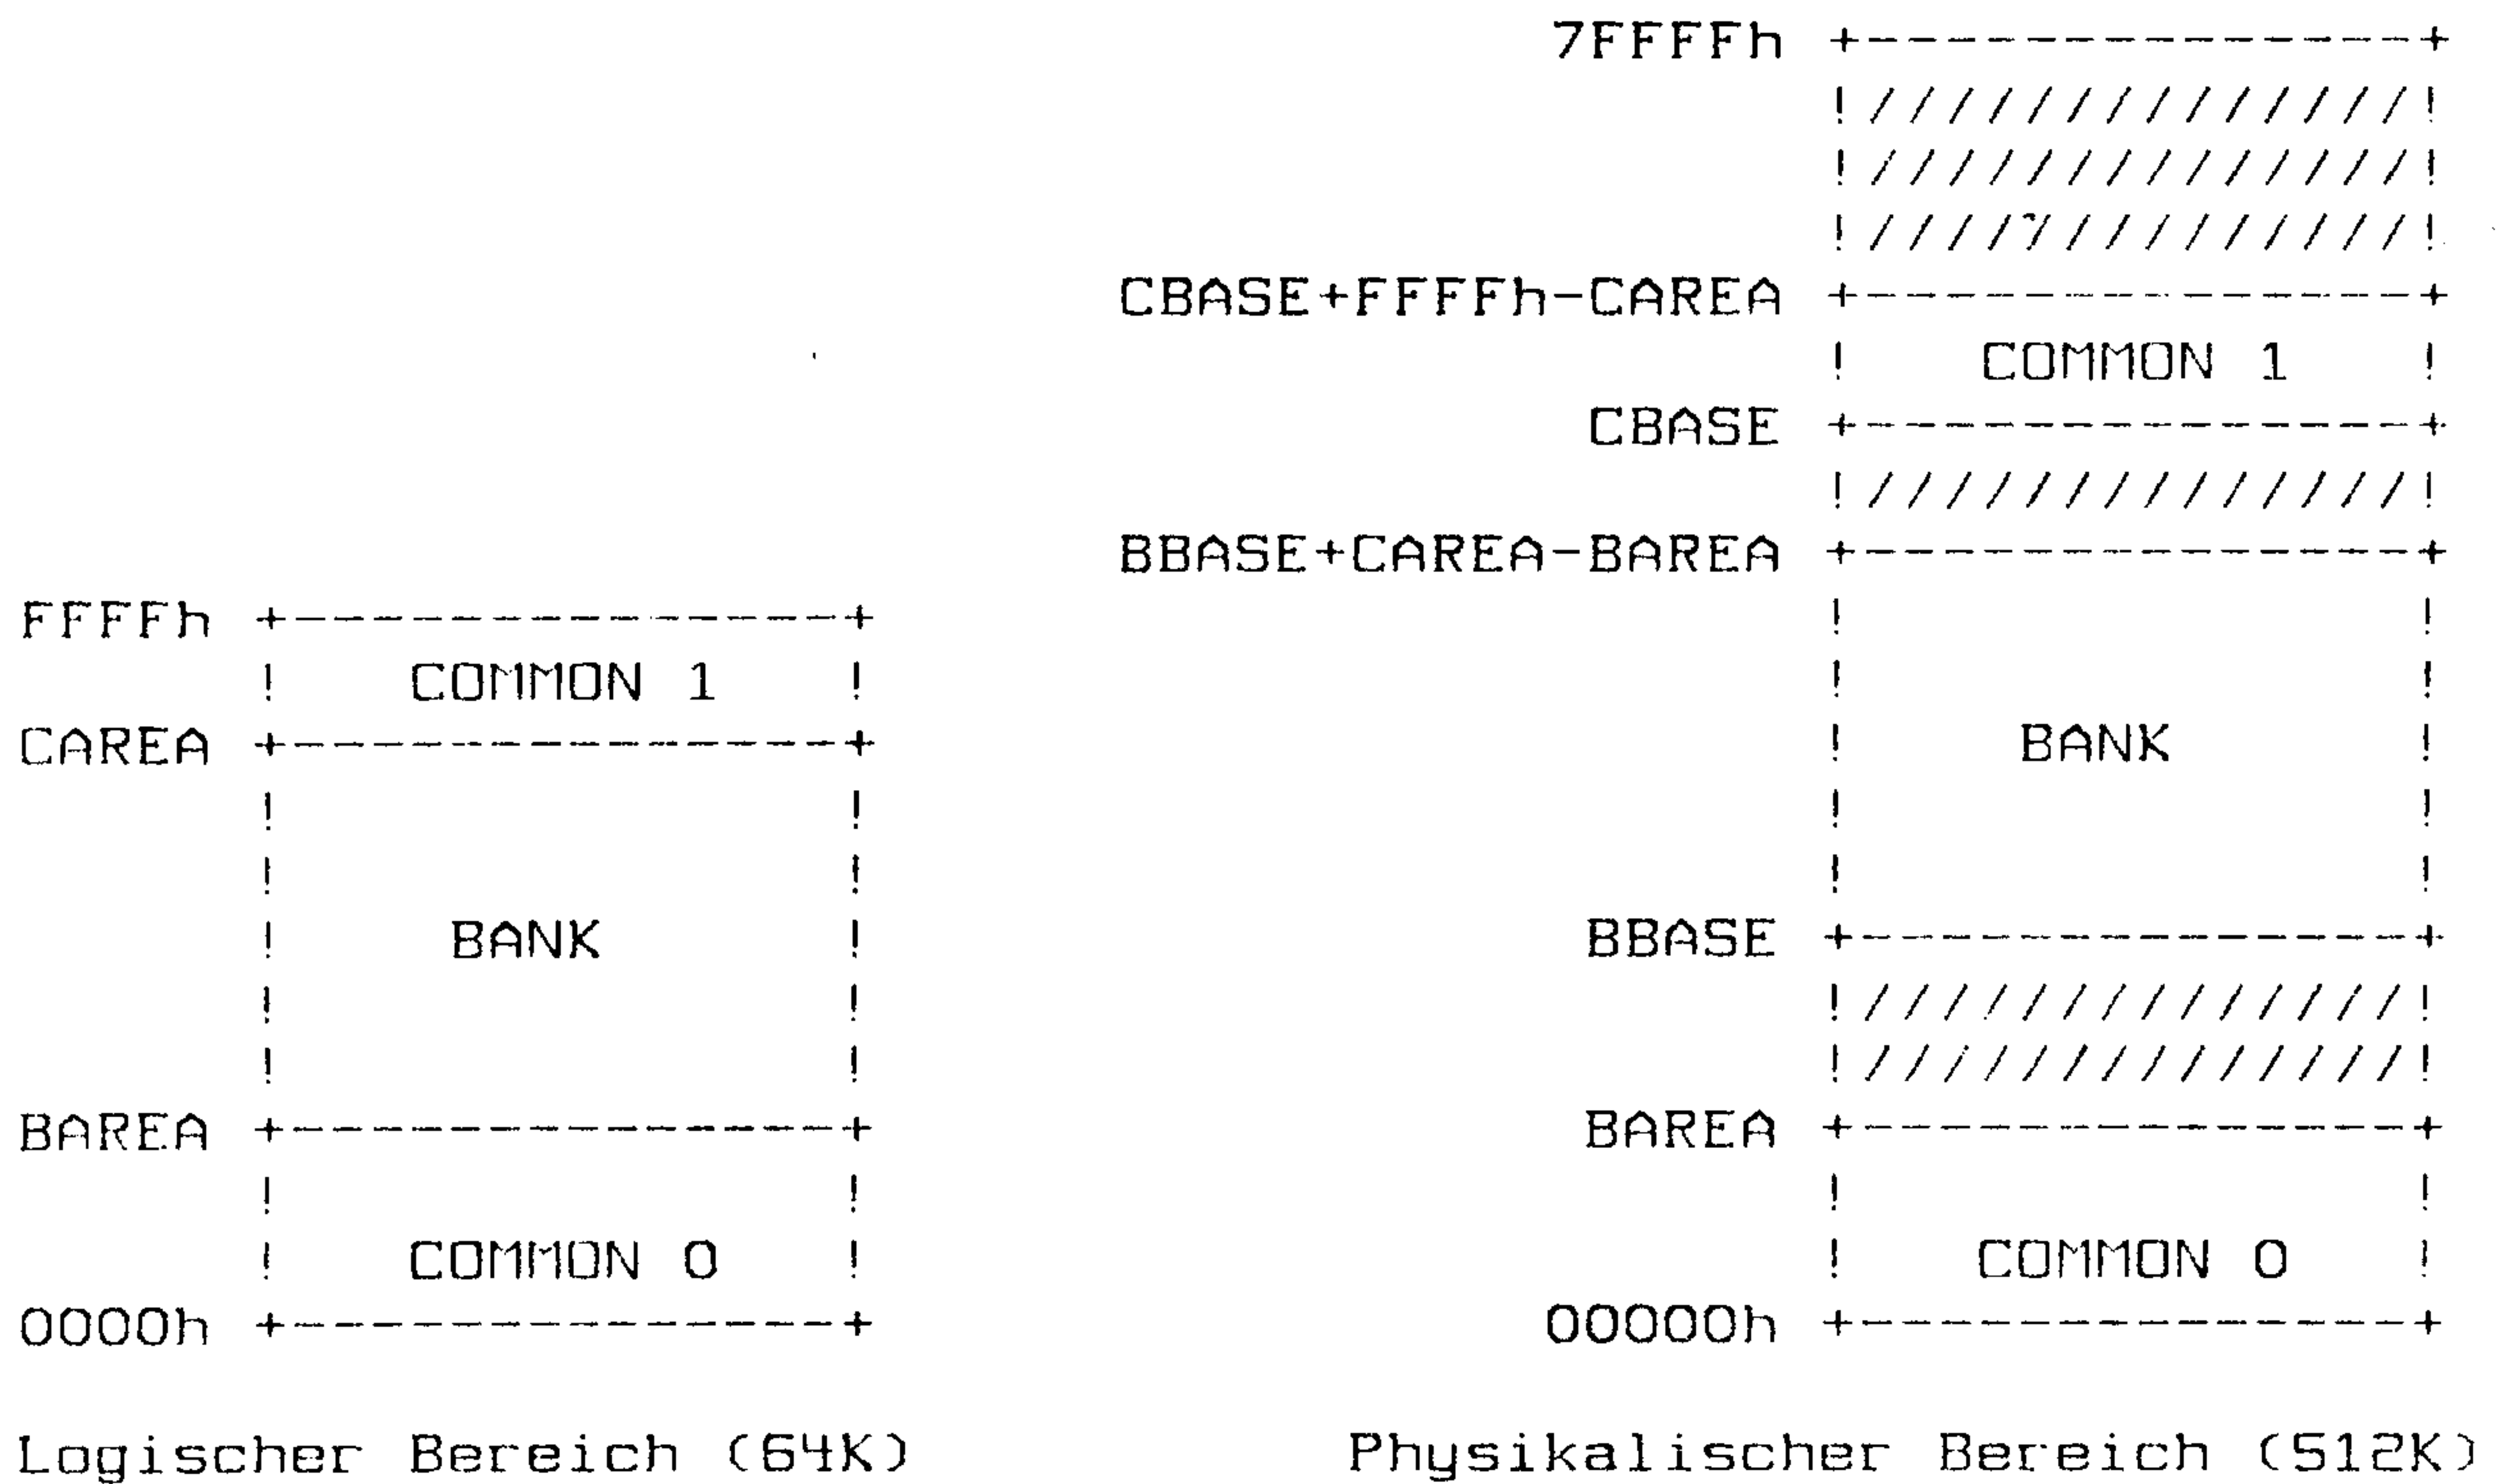 7FFFFh +---------------+
!//////////////!
!//////////////!
!//////////////!
CBASE+FFFFh-CAREA +---------------+
! COMMON 1 !
CBASE +---------------+
!//////////////!
BBASE+CAREA-BAREA +---------------+
FFFFh +---------------+ ! !
! COMMON 1 ! ! !
CAREA +---------------+ ! BANK !
! ! ! !
! ! ! !
! BANK ! BBASE +---------------+
! ! !//////////////!
! ! !//////////////!
BAREA +---------------+ BAREA +---------------+
! ! ! !
! COMMON 0 ! ! COMMON 0 !
0000h +---------------+ 00000h +---------------+
Logischer Bereich (64K) Physikalischer Bereich (512K)